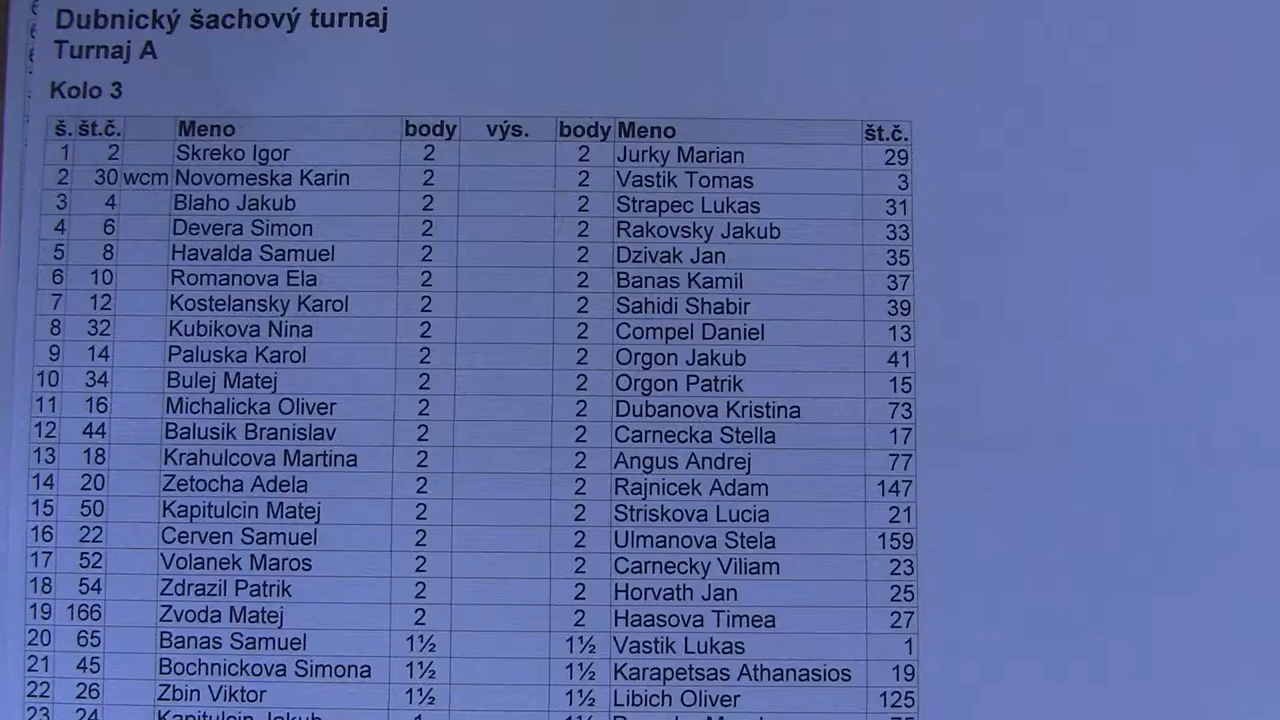 Dubnický šachový turnaj
Turnaj A
Kolo 3
š. št.č. Meno body výs. body Meno št.č.
1 2 Skreko Igor 2 2 Jurky Marian 29
2 30 wcm Novomeska Karin 2 2 Vastik Tomas 3
3 4 Blaho Jakub 2 2 Strapec Lukas 31
4 6 Devera Simon 2 2 Rakovsky Jakub 33
5 8 Havalda Samuel 2 2 Dzivak Jan 35
6 10 Romanova Ela 2 2 Banas Kamil 37
7 12 Kostelansky Karol 2 2 Sahidi Shabir 39
8 32 Kubikova Nina 2 2 Compel Daniel 13
9 14 Paluska Karol 2 2 Orgon Jakub 41
10 34 Bulej Matej 2 2 Orgon Patrik 15
11 16 Michalicka Oliver 2 2 Dubanova Kristina 73
12 44 Balusik Branislav 2 2 Carnecka Stella 17
13 18 Krahulcova Martina 2 2 Angus Andrej 77
14 20 Zetocha Adela 2 2 Rajnicek Adam 147
15 50 Kapitulcin Matej 2 2 Striskova Lucia 21
16 22 Cerven Samuel 2 2 Ulmanova Stela 159
17 52 Volanek Maros 2 2 Carnecky Viliam 23
18 54 Zdrazil Patrik 2 2 Horvath Jan 25
19 166 Zvoda Matej 2 2 Haasova Timea 27
20 65 Banas Samuel 1½ 1½ Vastik Lukas 1
21 45 Bochnickova Simona 1½ 1½ Karapetsas Athanasios 19
22 26 Zbin Viktor 1½ 1½ Libich Oliver 125
23 24 Kapitulcin Jakub